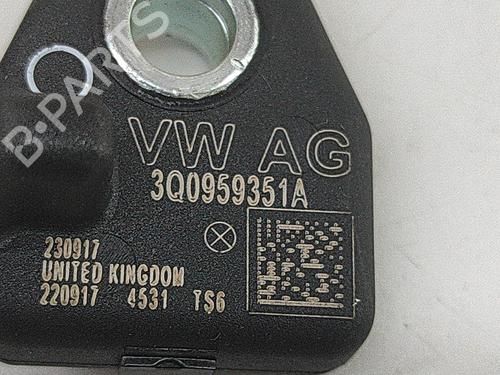 B-PARTS
VW AG
3Q0959351A
230917
UNITED KINGDOM
220917 4531 TS6